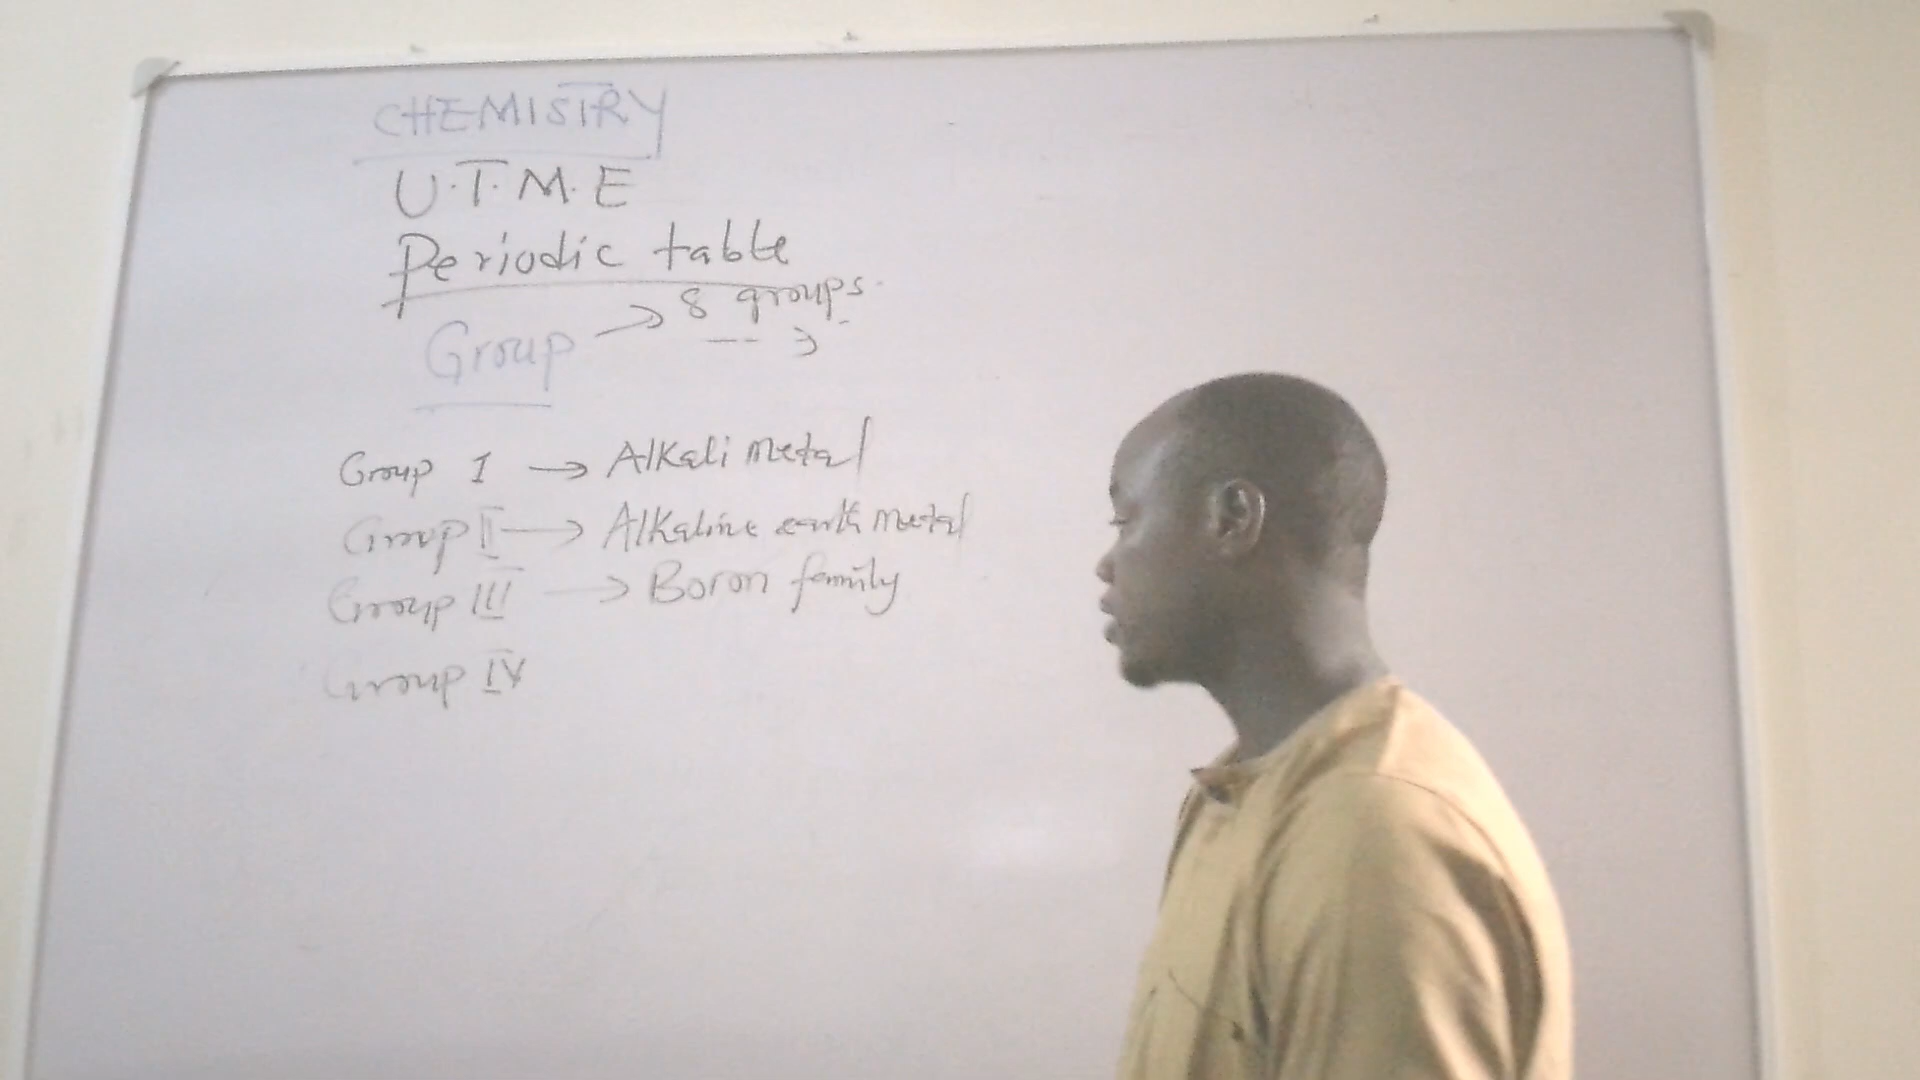 CHEMISTRY
U.T.M.E
Periodic table
Group → 8 groups.
Group I → Alkali Metal
Group II → Alkaline earth metal
Group III → Boron family
Group IV